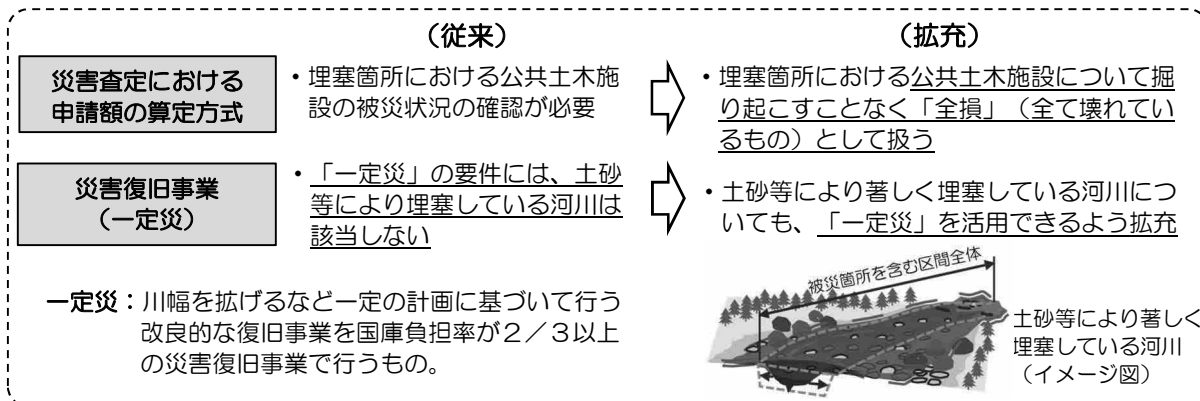 (従来)
(拡充)
災害査定における
申請額の算定方式
・埋塞箇所における公共土木施
設の被災状況の確認が必要
・埋塞箇所における公共土木施設について掘
り起こすことなく「全損」（全て壊れてい
るもの）として扱う
災害復旧事業
（一定災）
・「一定災」の要件には、土砂
等により埋塞している河川は
該当しない
・土砂等により著しく埋塞している河川につ
いても、「一定災」を活用できるよう拡充
一定災：川幅を拡げるなど一定の計画に基づいて行う
改良的な復旧事業を国庫負担率が２／３以上
の災害復旧事業で行うもの。
被災箇所を含む区間全体
土砂等により著しく
埋塞している河川
（イメージ図）